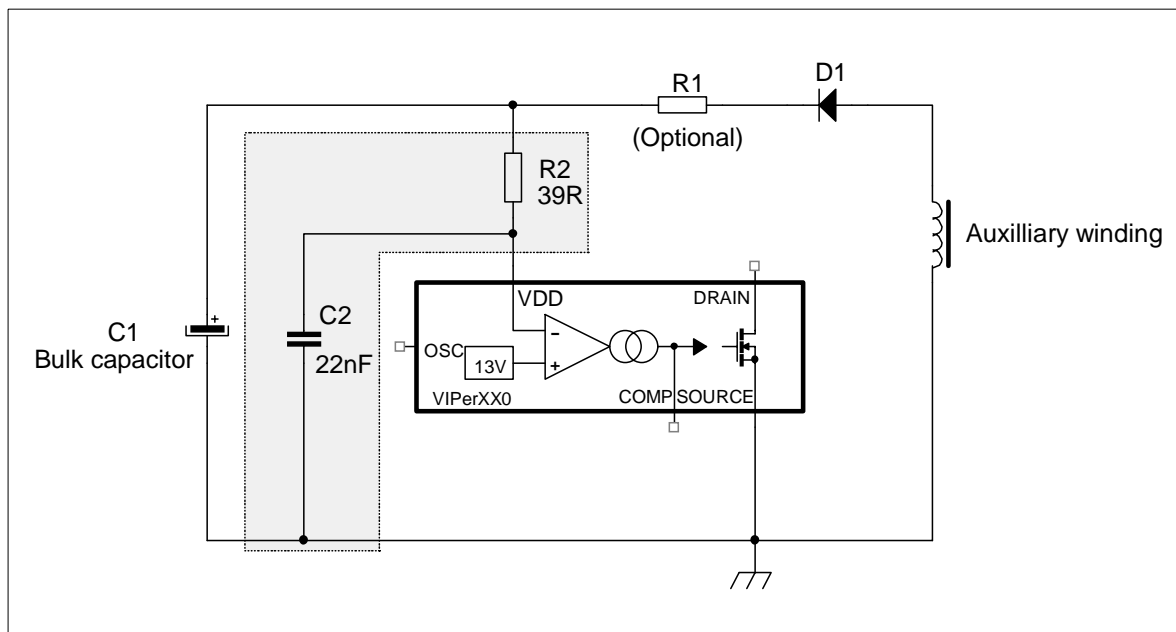 D1
R1
(Optional)
R2
39R
Auxilliary winding
VDD
DRAIN
C2
22nF
C1
Bulk capacitor
+
OSC
13V
−
+
VIPerXX0
COMP
SOURCE